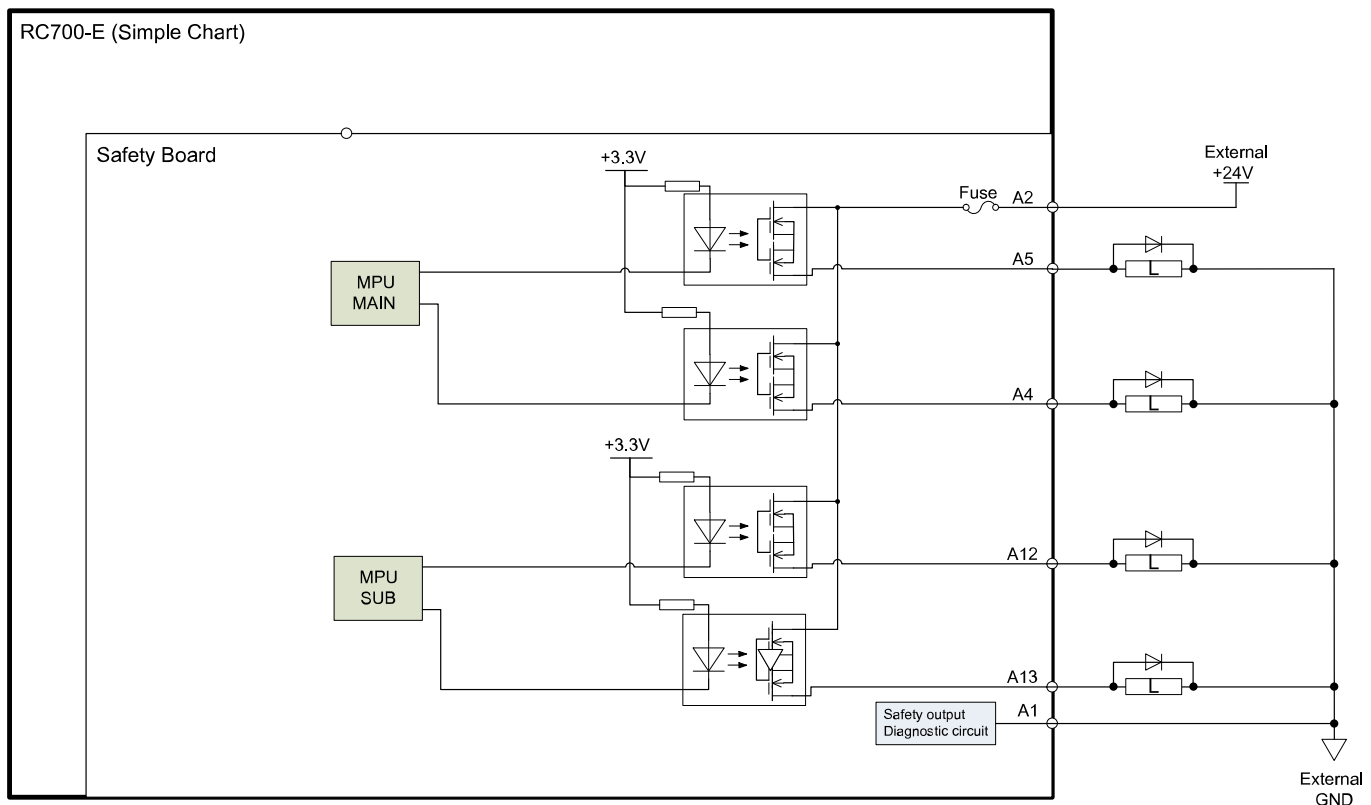 RC700-E (Simple Chart)
Safety Board
+3.3V
External
+24V
Fuse
A2
A5
L
MPU
MAIN
A4
L
+3.3V
A12
L
MPU
SUB
A13
L
Safety output
Diagnostic circuit
A1
External
GND